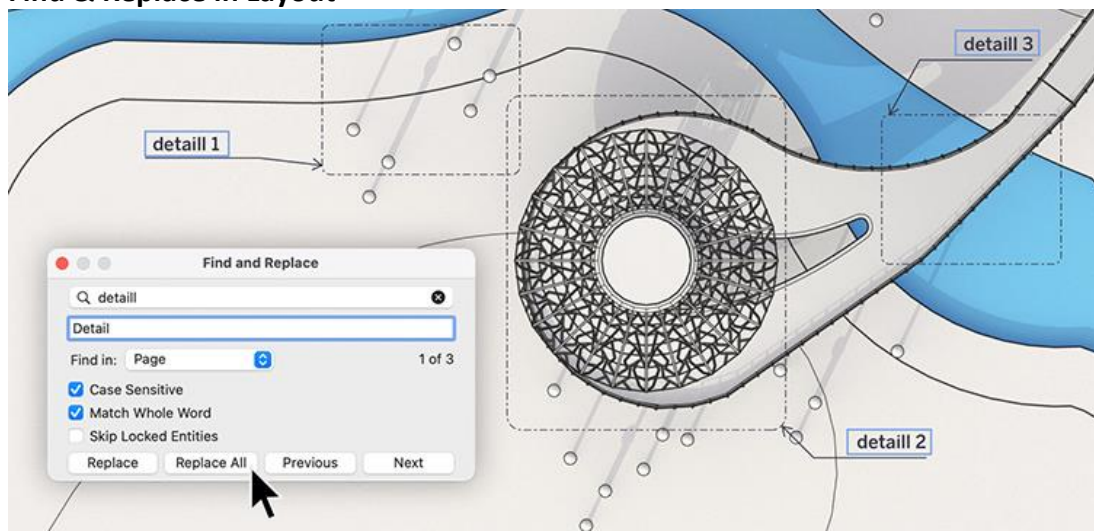 Find & Replace in Layout
detaill 3
detaill 1
Find and Replace
detaill
Detail
Find in: Page 1 of 3
Case Sensitive
Match Whole Word
Skip Locked Entities
Replace Replace All Previous Next
detaill 2